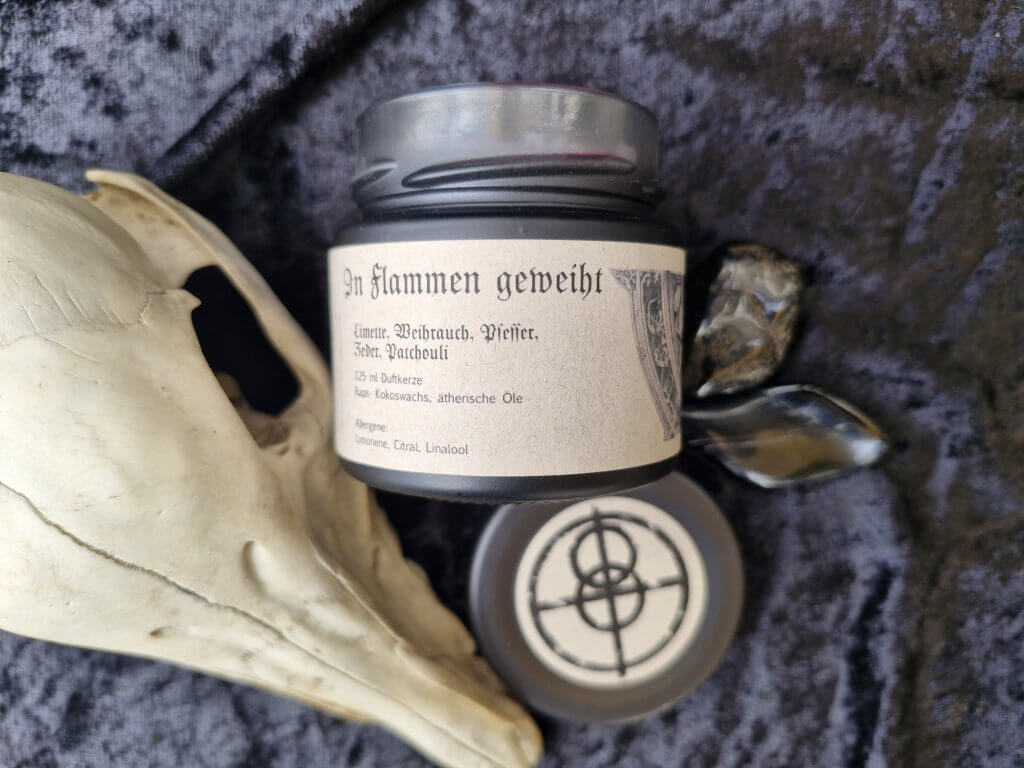 In Flammen geweiht
Limette, Weihrauch, Pfeffer,
Zeder, Patchouli
125 ml Duftkerze
Raps- Kokoswachs, ätherische Öle
Allergene:
Limonene, Citral, Linalool